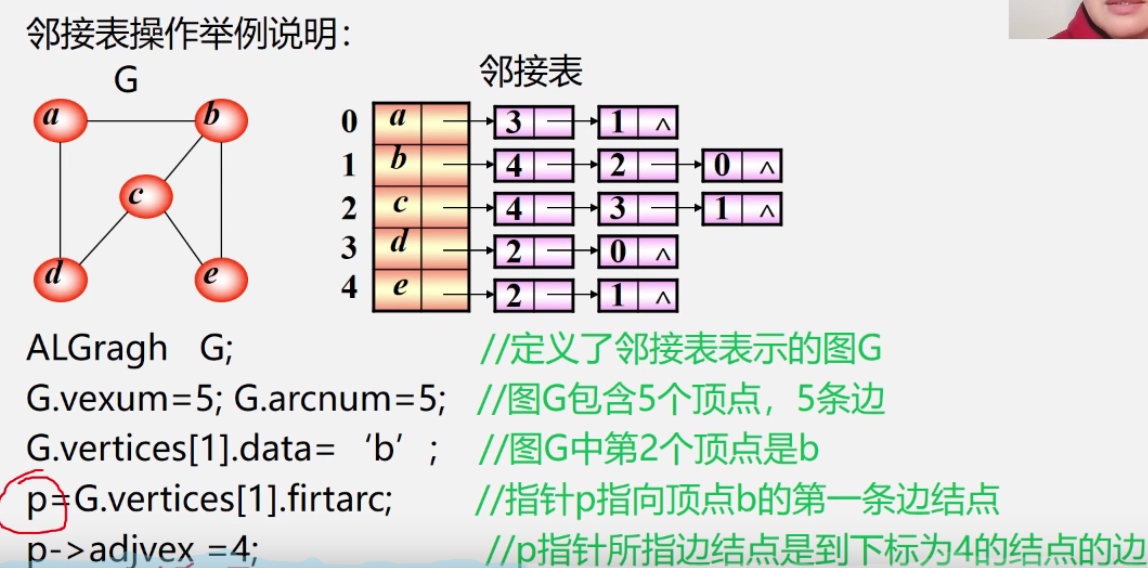 邻接表操作举例说明：
G
邻接表
a
b
c
d
e
0 a 3 1 ^
1 b 4 2 0 ^
2 c 4 3 1 ^
3 d 2 0 ^
4 e 2 1 ^
ALGragh G; //定义了邻接表表示的图G
G.vexum=5; G.arcnum=5; //图G包含5个顶点，5条边
G.vertices[1].data= ‘b’ ; //图G中第2个顶点是b
p=G.vertices[1].firtarc; //指针p指向顶点b的第一条边结点
p->adjvex =4; //p指针所指边结点是到下标为4的结点的边